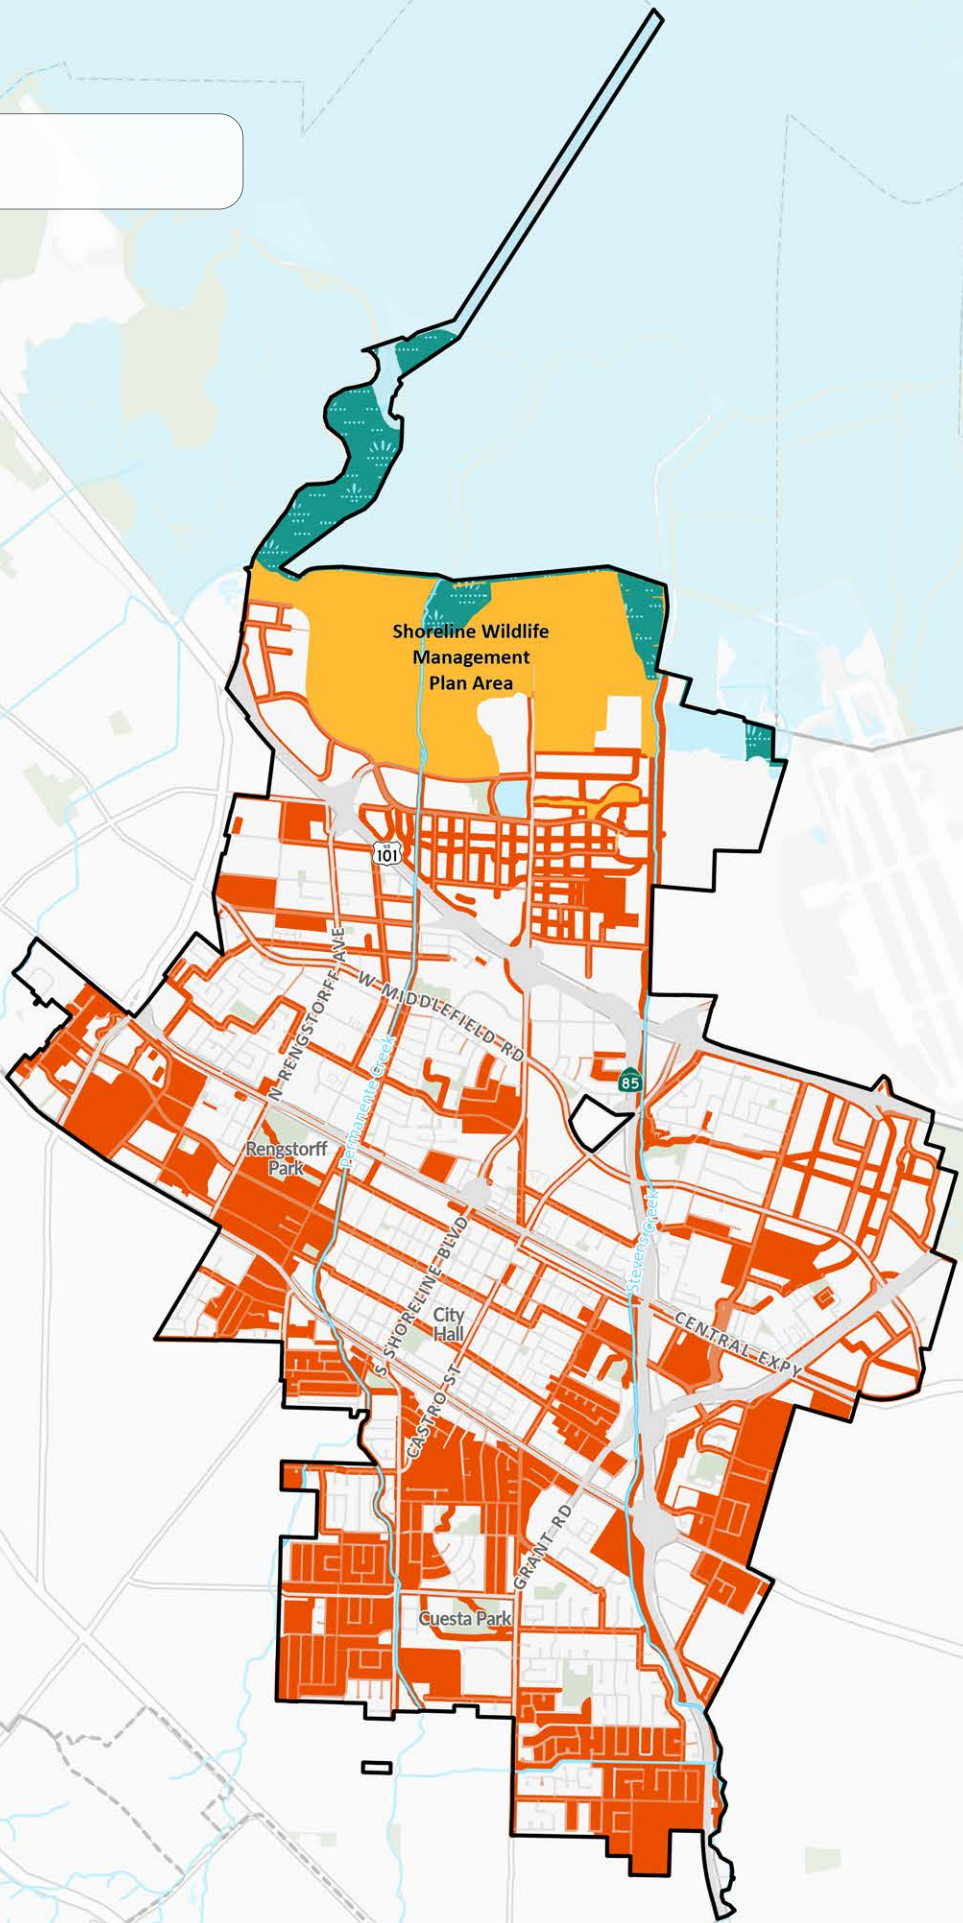 Shoreline Wildlife
Management
Plan Area
US
101
N RENGSTORFF AVE
W MIDDLEFIELD RD
85
Permanente Creek
Rengstorff
Park
Stevens Creek
S SHORELINE BLVD
City
Hall
CENTRAL EXPY
CASTRO ST
GRANT RD
Cuesta Park